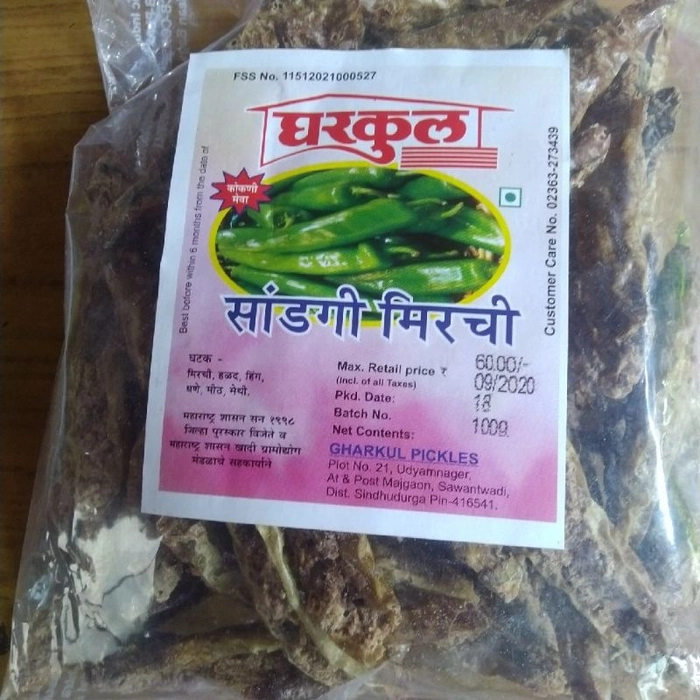 FSS No. 11512021000527
घरकुल
कोकणी
मेवा
Best before within 6 months from the date of
Customer Care No. 02363-273439
सांडगी मिरची
घटक -
मिरची, हळद, हिंग,
धणे, मीठ, मेथी.
महाराष्ट्र शासन सन १९९८
जिल्हा पुरस्कार विजेते व
महाराष्ट्र शासन खादी ग्रामोद्योग
मंडळाचं सहकार्याने
Max. Retail price ₹ 60.00/-
(incl. of all Taxes)
Pkd. Date: 09/2020
Batch No. 18
Net Contents: 100g.
GHARKUL PICKLES
Plot No. 21, Udyamnager,
At & Post Majgaon, Sawantwadi,
Dist. Sindhudurga Pin-416541.